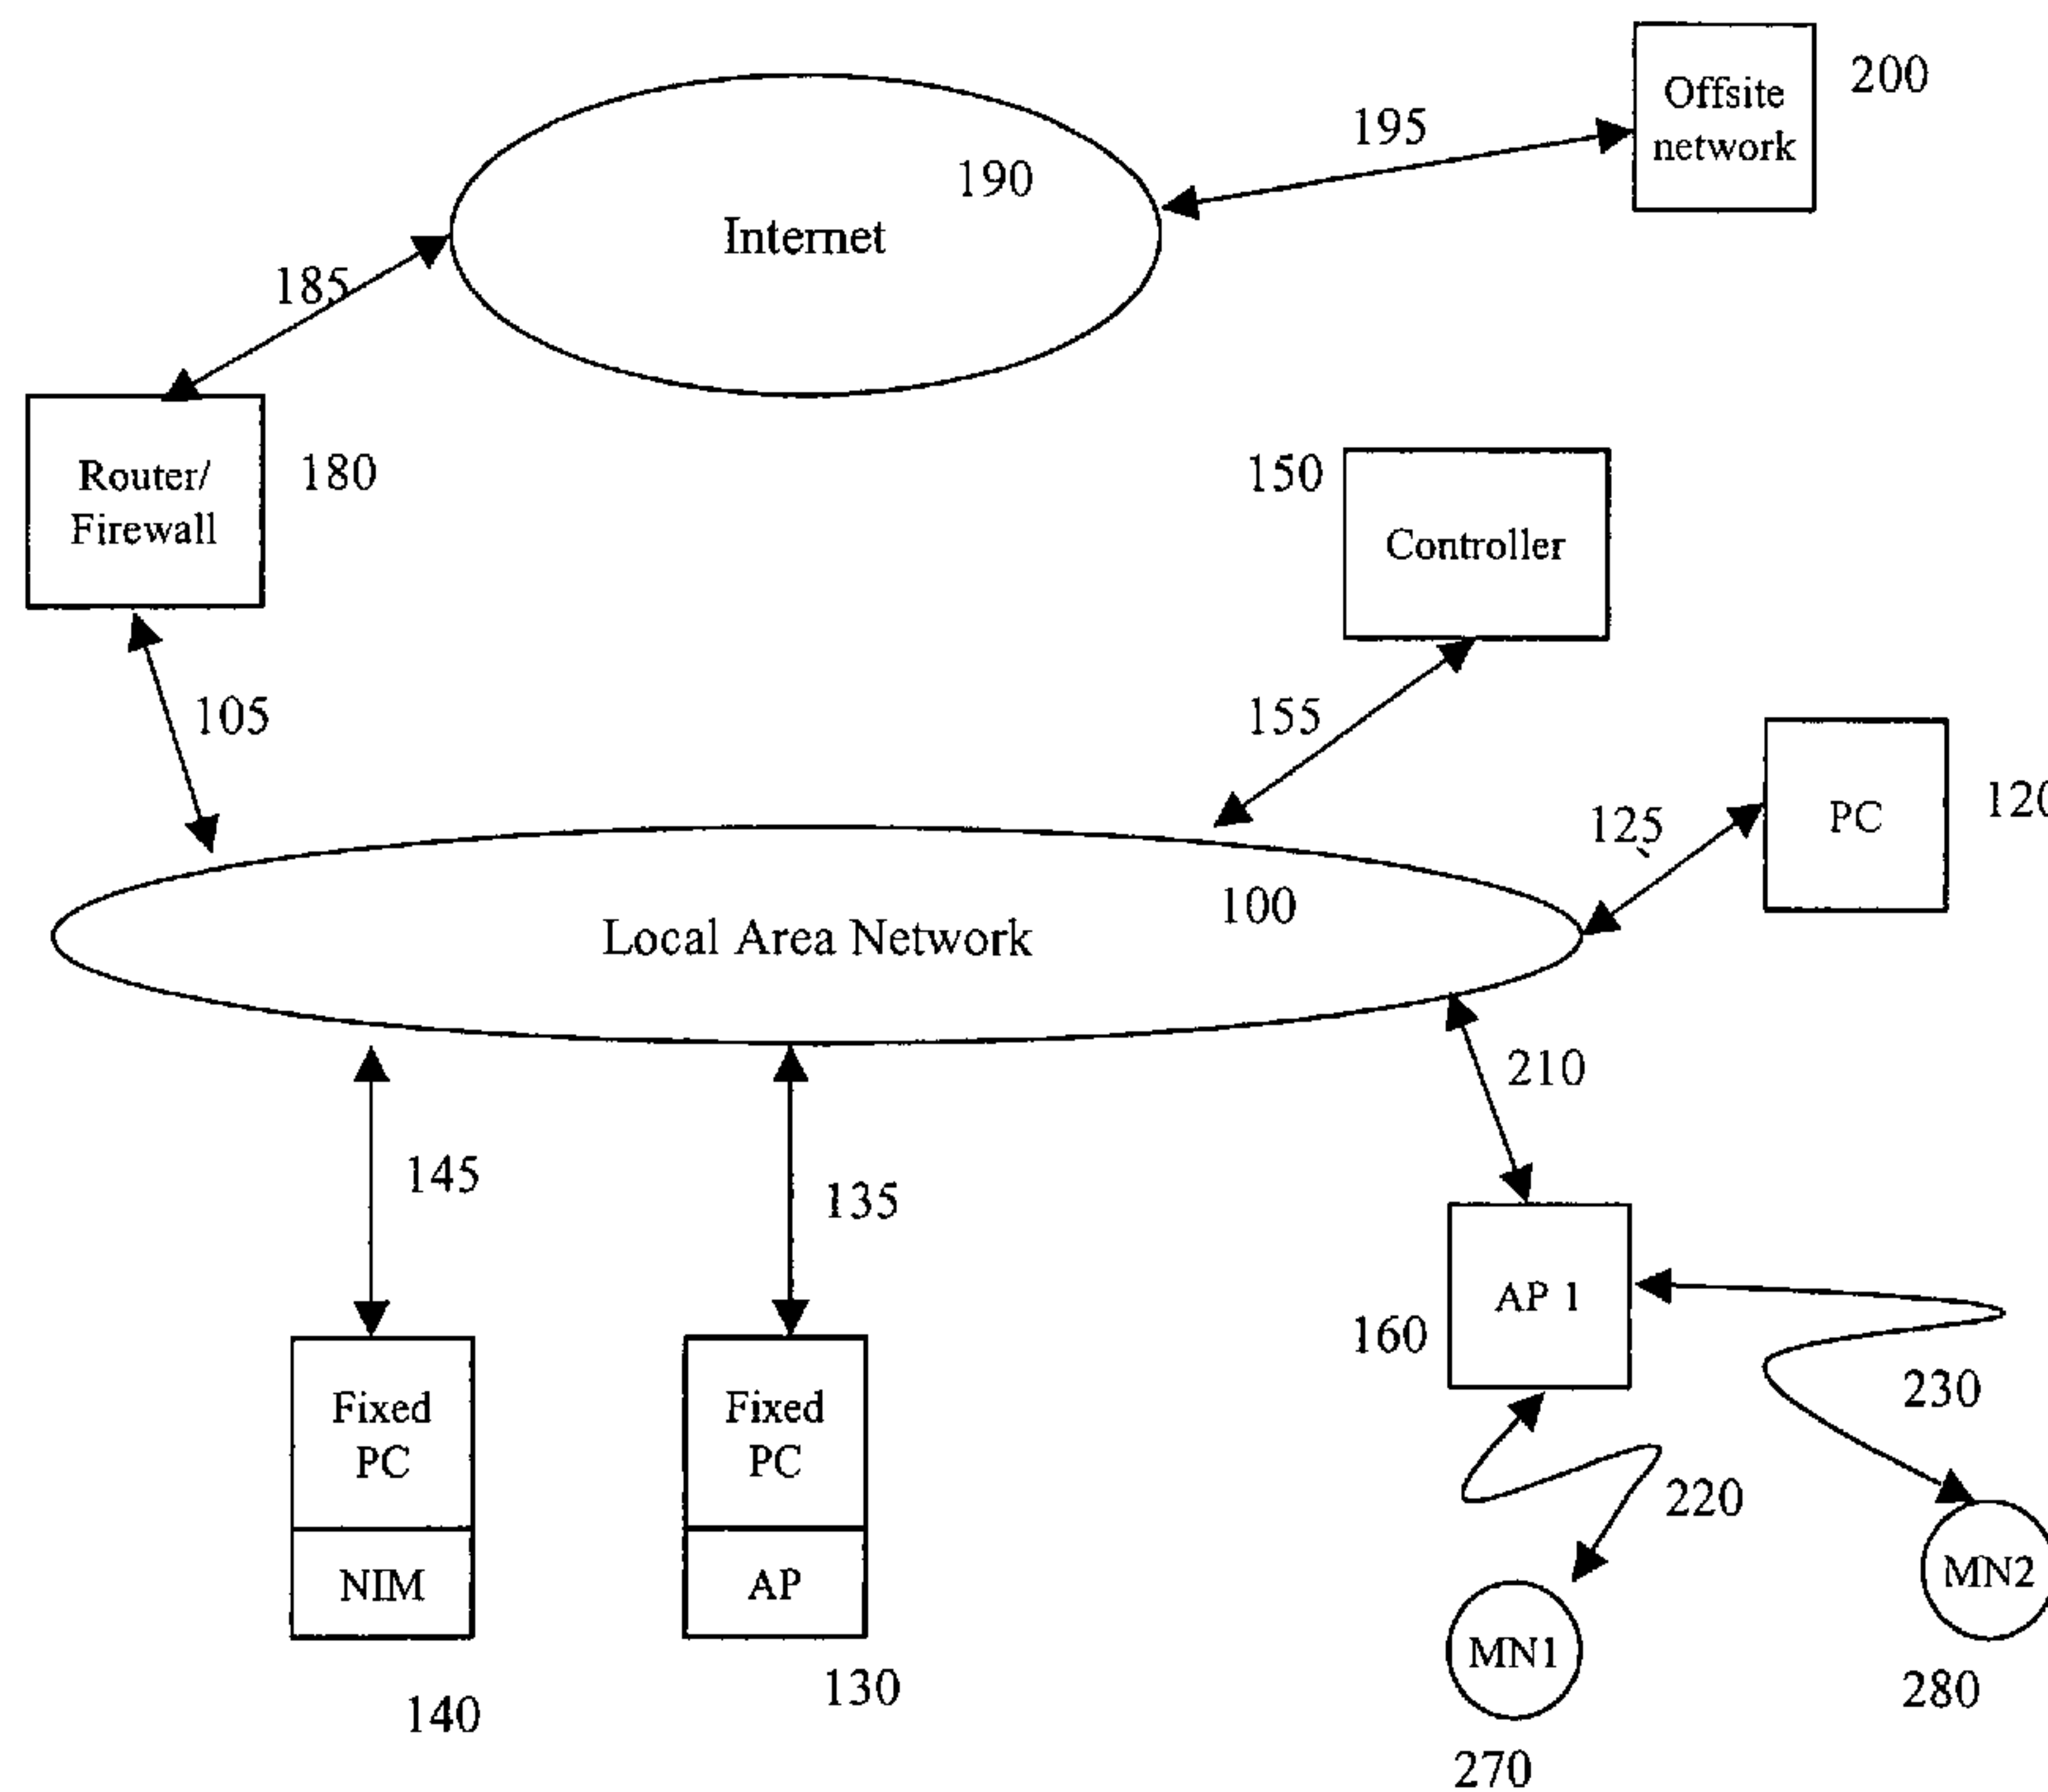 Offsite
network
200
195
190
Internet
185
Router/
Firewall
180
150
Controller
105
155
125
PC
120
100
Local Area Network
210
145
135
AP 1
160
Fixed
PC
NIM
140
Fixed
PC
AP
130
230
220
MN2
280
MN1
270